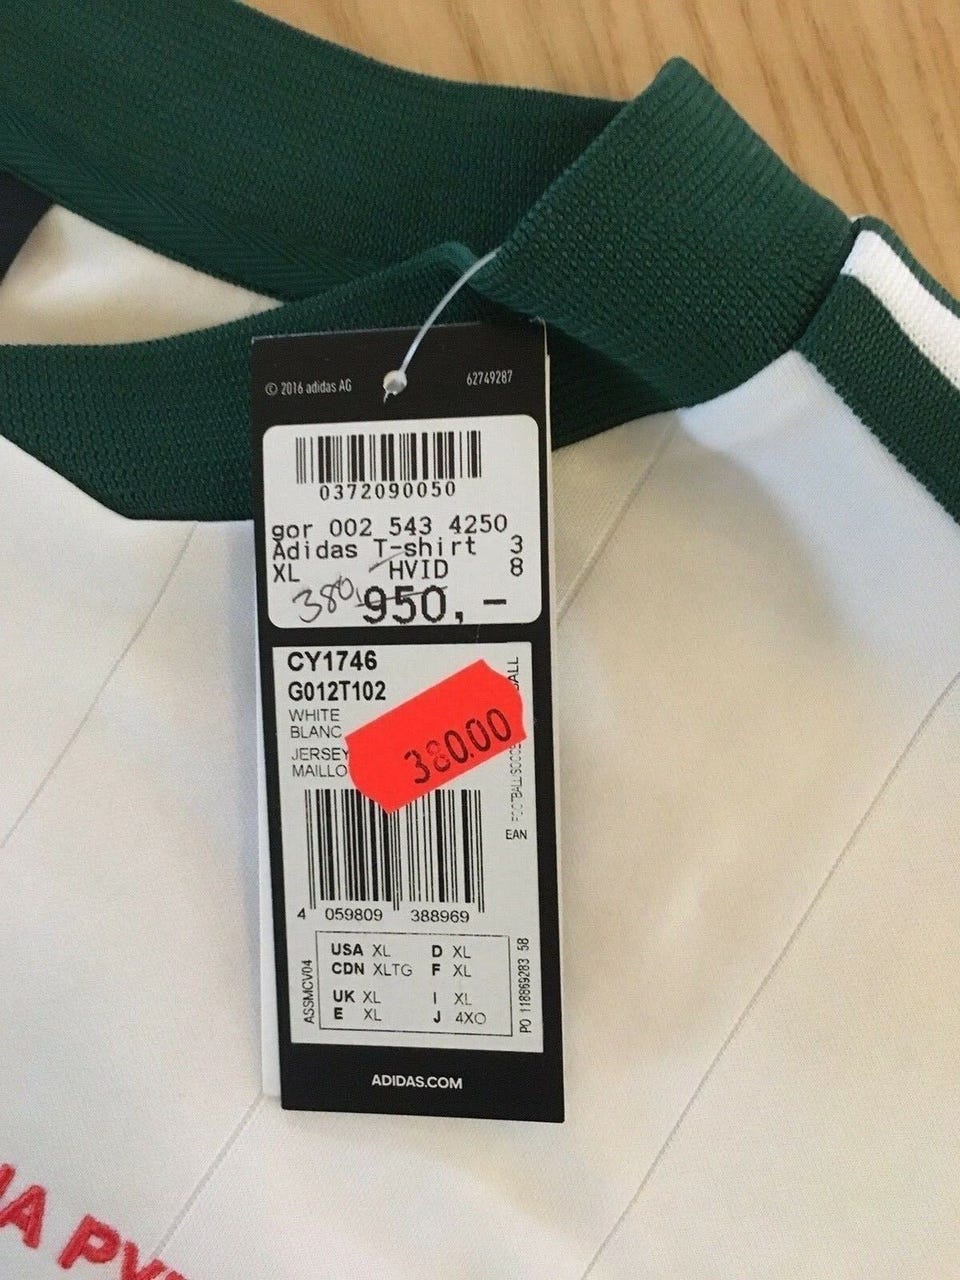 © 2016 adidas AG
62749287
0372090050
gor 002 543 4250
Adidas T-shirt 3
XL HVID 8
380,
950,-
CY1746
G012T102
WHITE
BLANC
JERSEY
MAILLO
380.00
EAN
4 059809 388969
ASSMCV04
USA XL D XL
CDN XLTG F XL
UK XL I XL
E XL J 4XO
PO 118869283 58
ADIDAS.COM